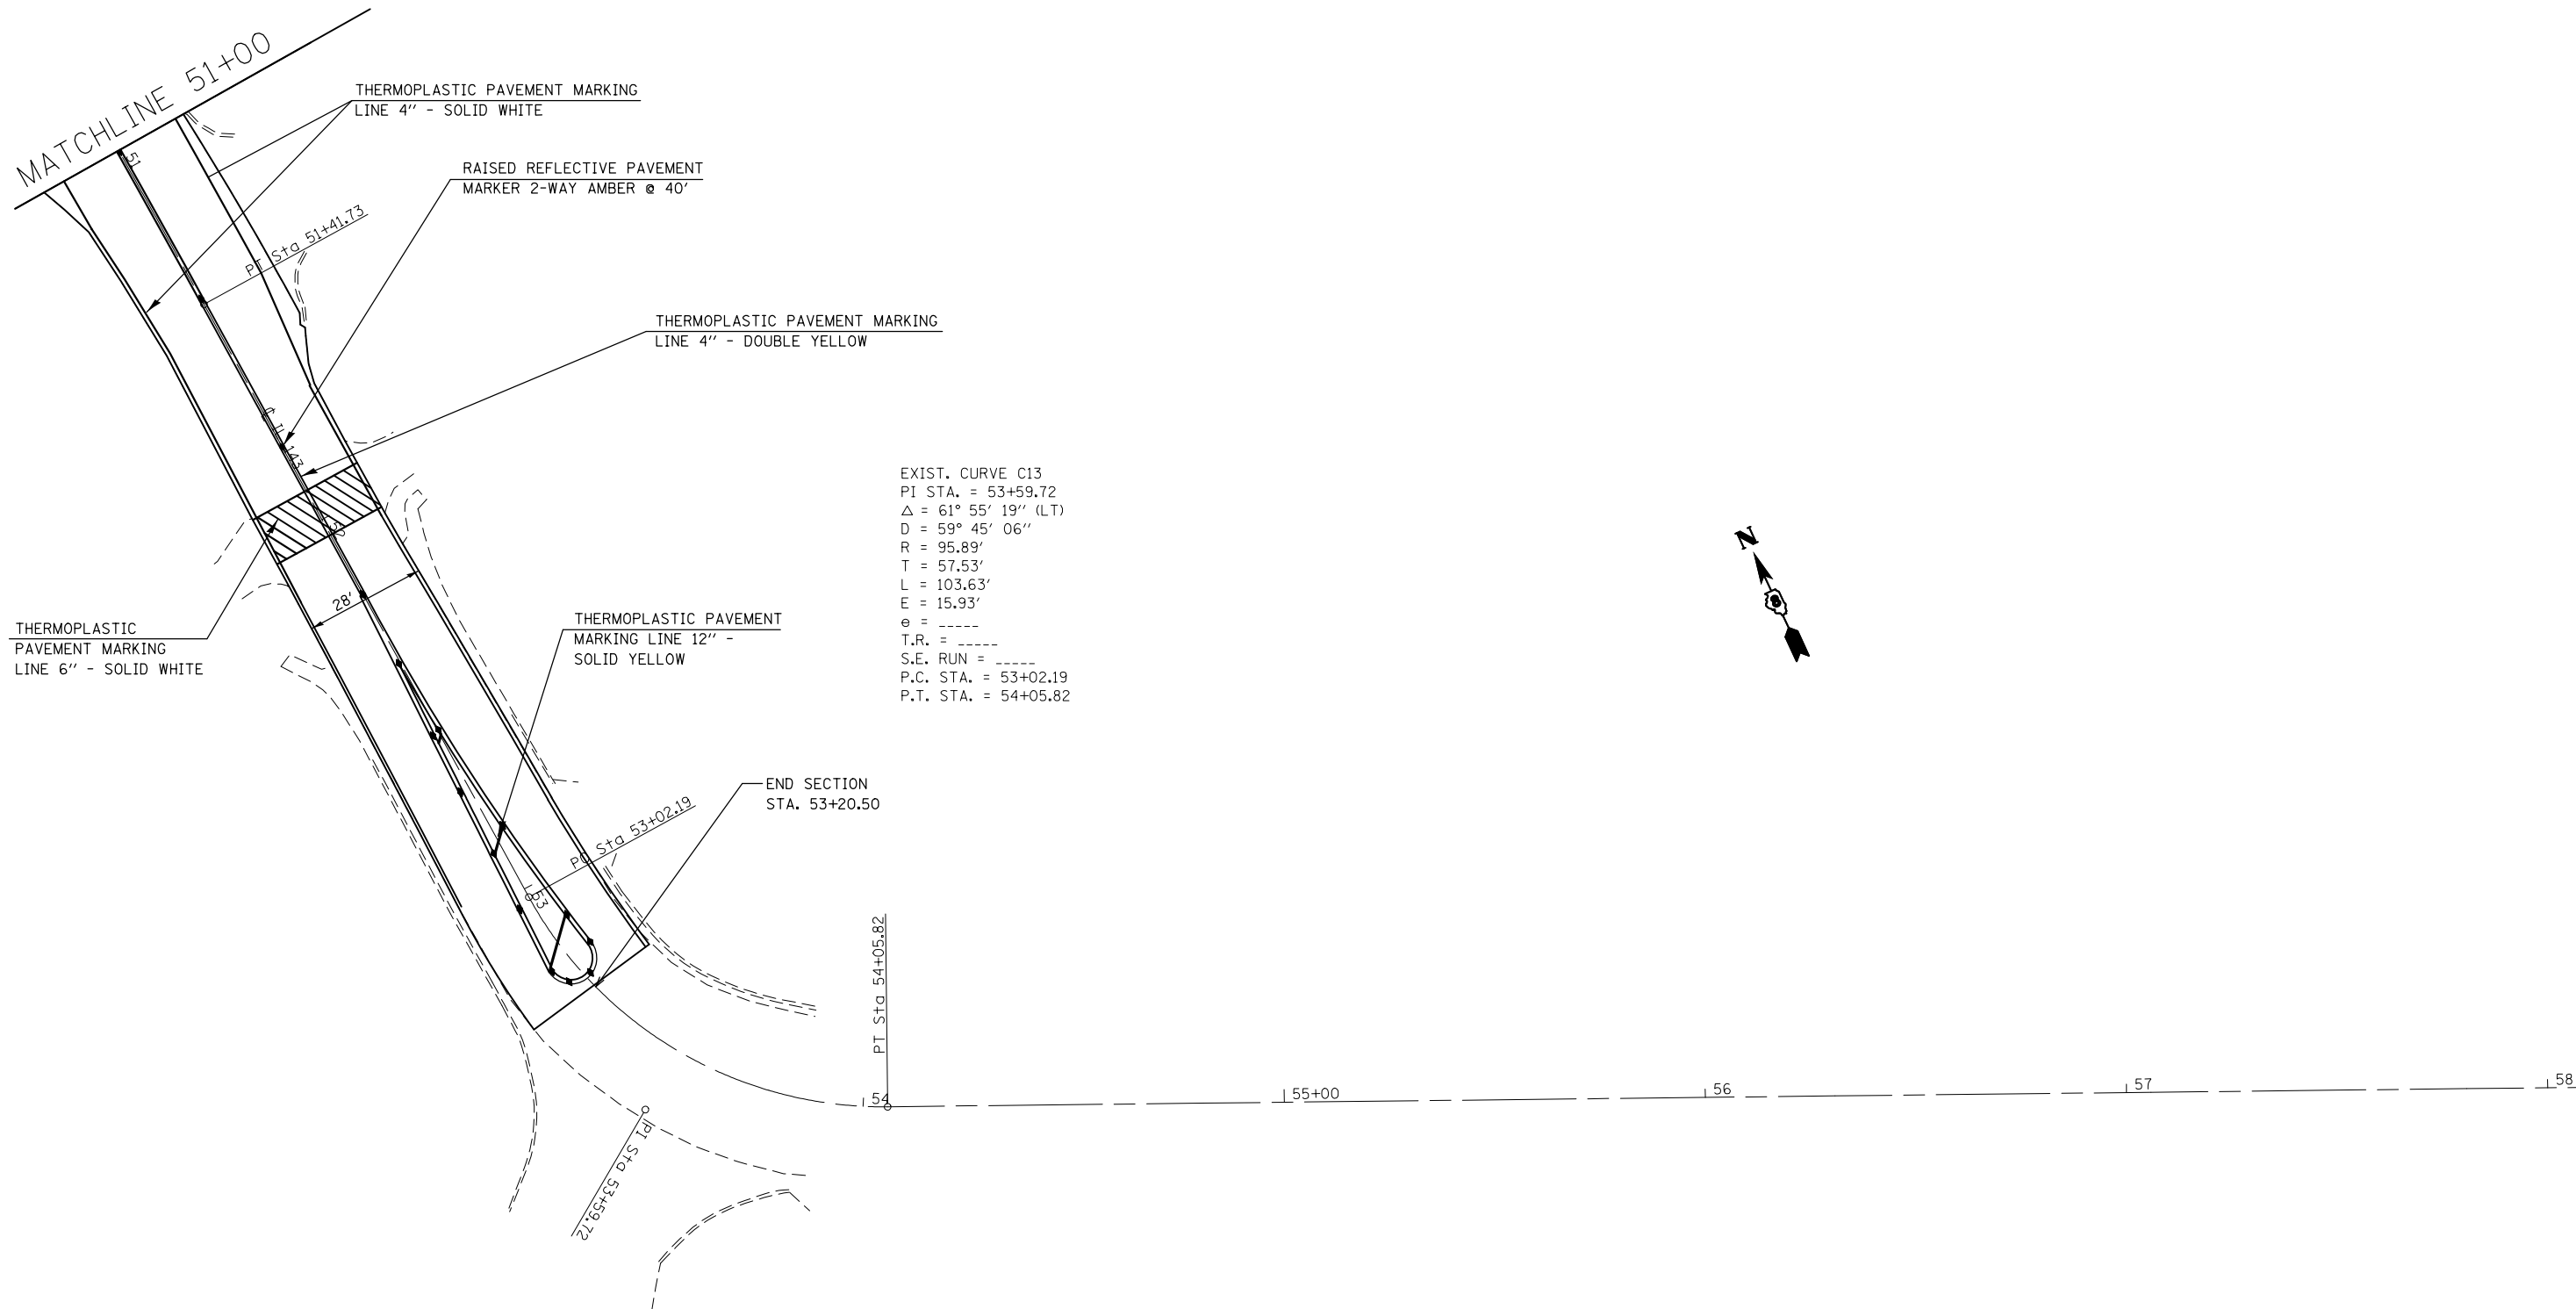 MATCHLINE 51+00
THERMOPLASTIC PAVEMENT MARKING
LINE 4" - SOLID WHITE
RAISED REFLECTIVE PAVEMENT
MARKER 2-WAY AMBER @ 40'
51
PT Sta 51+41.73
THERMOPLASTIC PAVEMENT MARKING
LINE 4" - DOUBLE YELLOW
℄ IL 143
52
28'
THERMOPLASTIC
PAVEMENT MARKING
LINE 6" - SOLID WHITE
THERMOPLASTIC PAVEMENT
MARKING LINE 12" -
SOLID YELLOW
EXIST. CURVE C13
PI STA. = 53+59.72
Δ = 61° 55' 19" (LT)
D = 59° 45' 06"
R = 95.89'
T = 57.53'
L = 103.63'
E = 15.93'
e = _____
T.R. = _____
S.E. RUN = _____
P.C. STA. = 53+02.19
P.T. STA. = 54+05.82
N
END SECTION
STA. 53+20.50
PC Sta 53+02.19
53
PT Sta 54+05.82
54
55+00
56
57
58
PI Sta 53+59.72